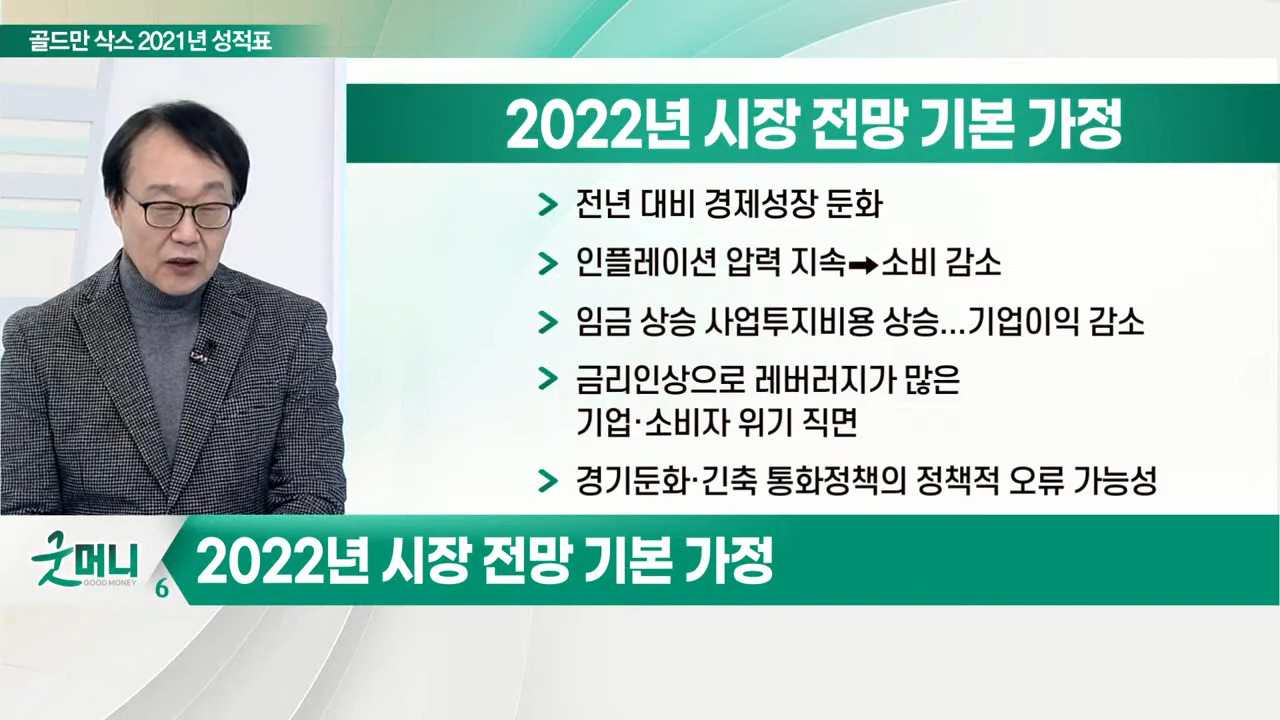 골드만 삭스 2021년 성적표
2022년 시장 전망 기본 가정
전년 대비 경제성장 둔화
인플레이션 압력 지속➡소비 감소
임금 상승 사업투자비용 상승...기업이익 감소
금리인상으로 레버러지가 많은
기업·소비자 위기 직면
경기둔화·긴축 통화정책의 정책적 오류 가능성
굿머니
GOOD MONEY
6
2022년 시장 전망 기본 가정